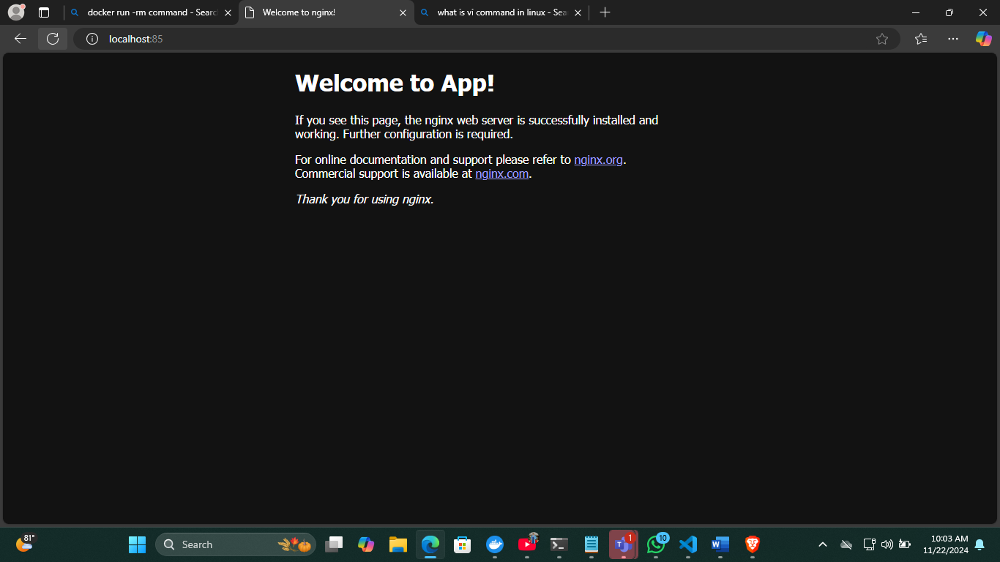 docker run -rm command - Searc
Welcome to nginx!
what is vi command in linux - Sea
localhost:85
Welcome to App!
If you see this page, the nginx web server is successfully installed and
working. Further configuration is required.
For online documentation and support please refer to nginx.org.
Commercial support is available at nginx.com.
Thank you for using nginx.
81°
Search
1
10
10:03 AM
11/22/2024